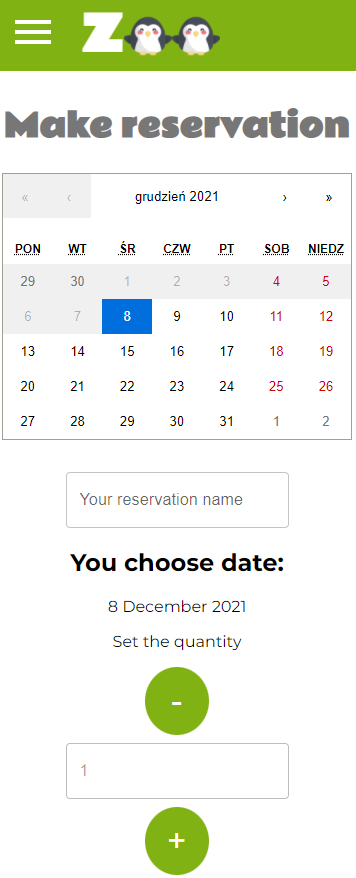 Z
Make reservation
« ‹ grudzień 2021 › »
PON WT ŚR CZW PT SOB NIEDZ
29 30 1 2 3 4 5
6 7 8 9 10 11 12
13 14 15 16 17 18 19
20 21 22 23 24 25 26
27 28 29 30 31 1 2
Your reservation name
You choose date:
8 December 2021
Set the quantity
-
1
+